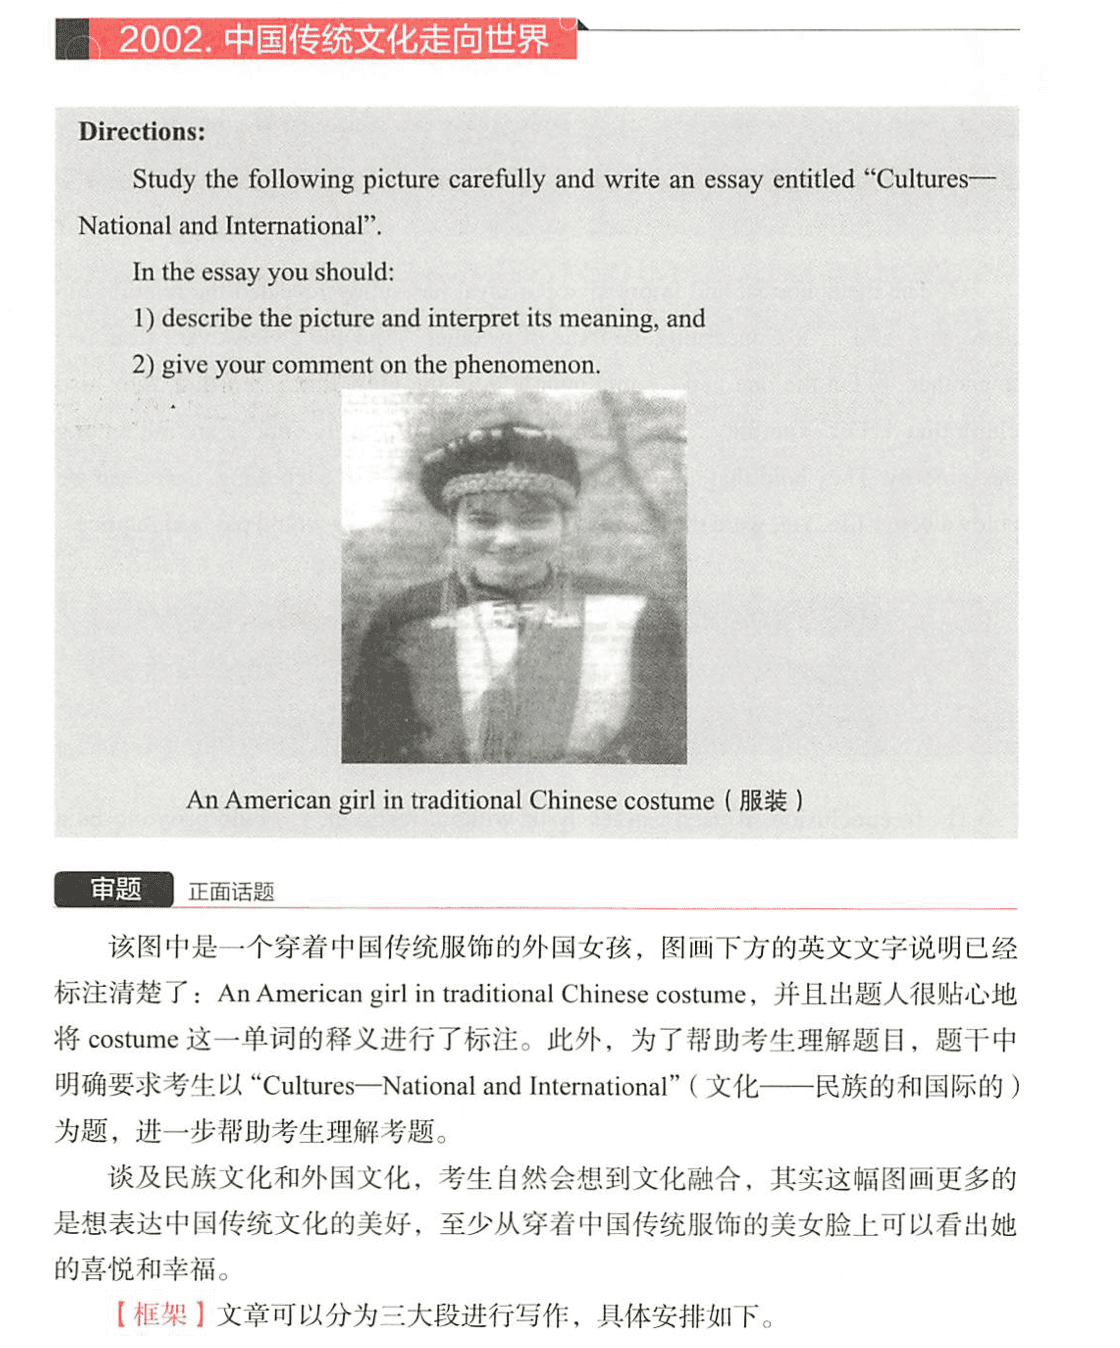 2002. 中国传统文化走向世界
Directions:
Study the following picture carefully and write an essay entitled “Cultures—
National and International”.
In the essay you should:
1) describe the picture and interpret its meaning, and
2) give your comment on the phenomenon.
An American girl in traditional Chinese costume（服装）
审题 正面话题
该图中是一个穿着中国传统服饰的外国女孩，图画下方的英文文字说明已经
标注清楚了：An American girl in traditional Chinese costume，并且出题人很贴心地
将 costume 这一单词的释义进行了标注。此外，为了帮助考生理解题目，题干中
明确要求考生以 “Cultures—National and International”（文化——民族的和国际的）
为题，进一步帮助考生理解考题。
谈及民族文化和外国文化，考生自然会想到文化融合，其实这幅图画更多的
是想表达中国传统文化的美好，至少从穿着中国传统服饰的美女脸上可以看出她
的喜悦和幸福。
【框架】文章可以分为三大段进行写作，具体安排如下。